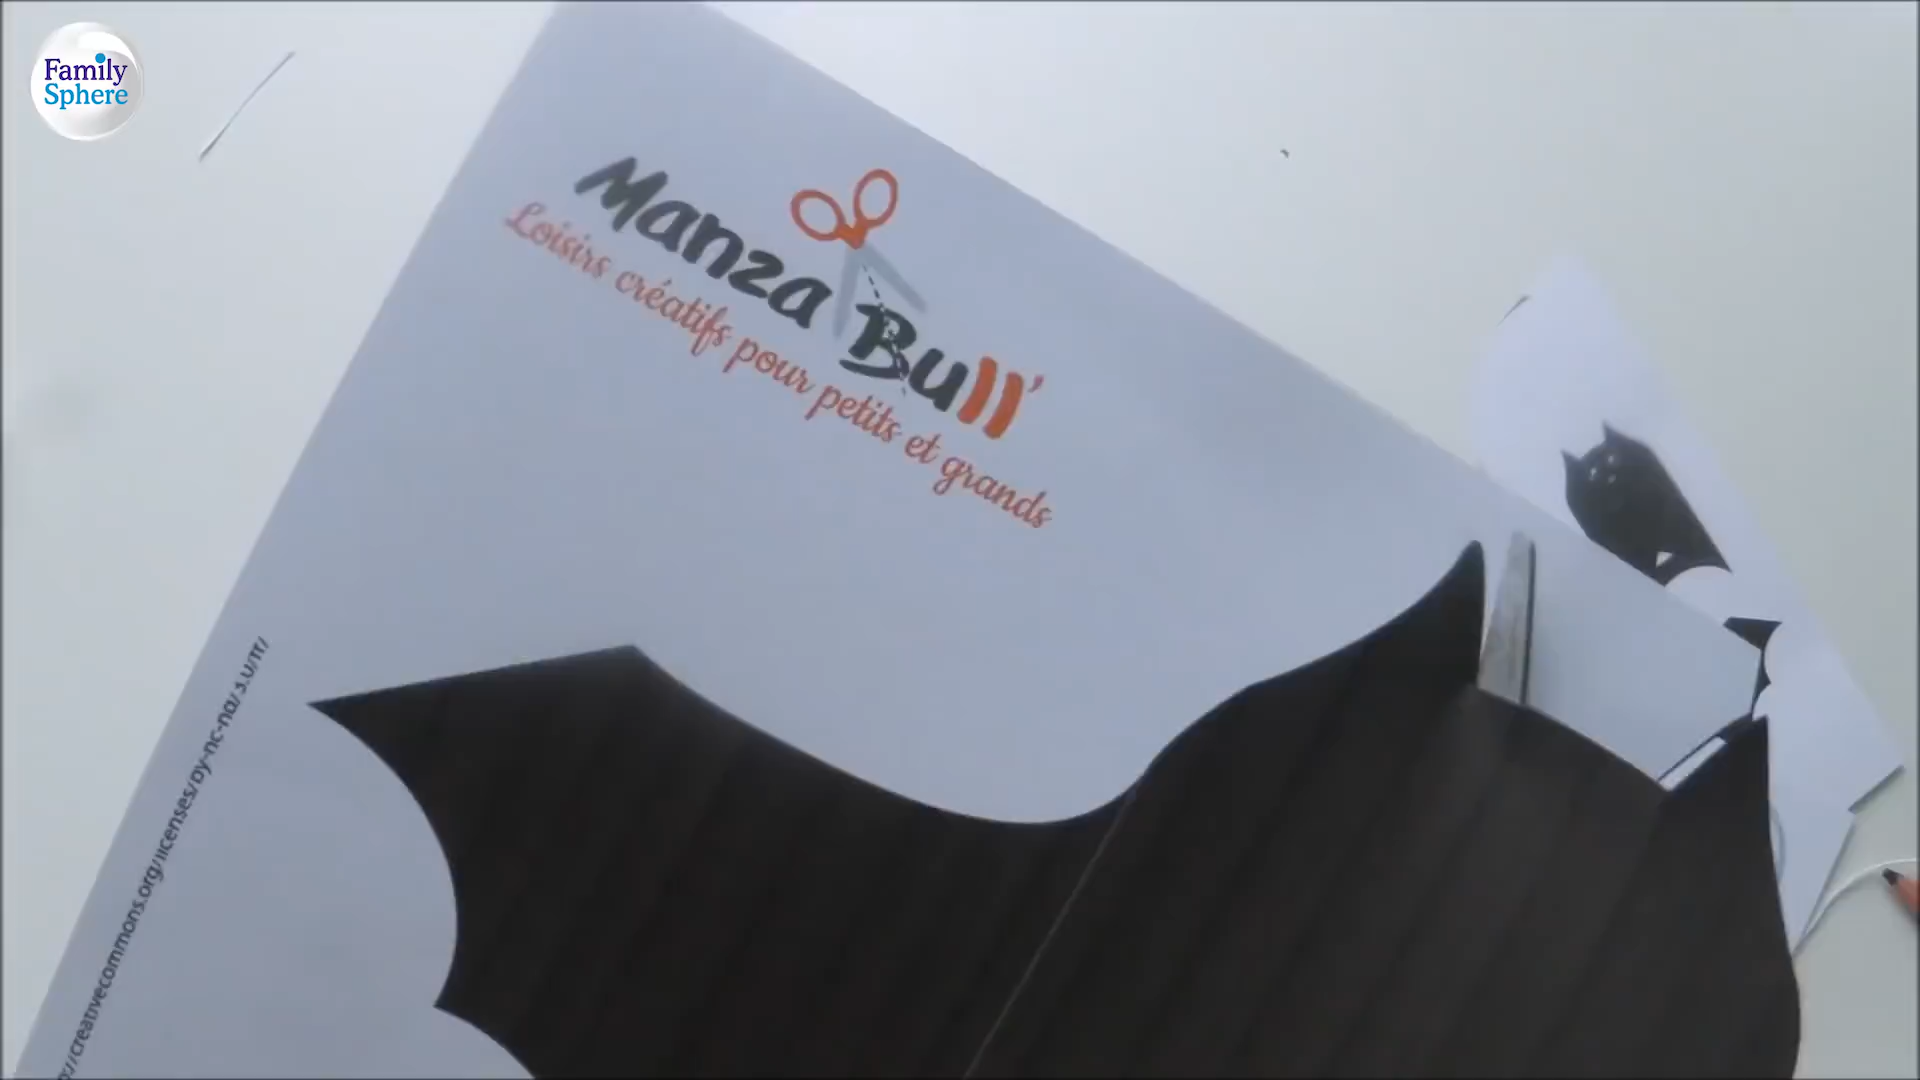 Family
Sphere
Manza Bull'
Loisirs créatifs pour petits et grands
://creativecommons.org/licenses/by-nc-nd/3.0/fr/